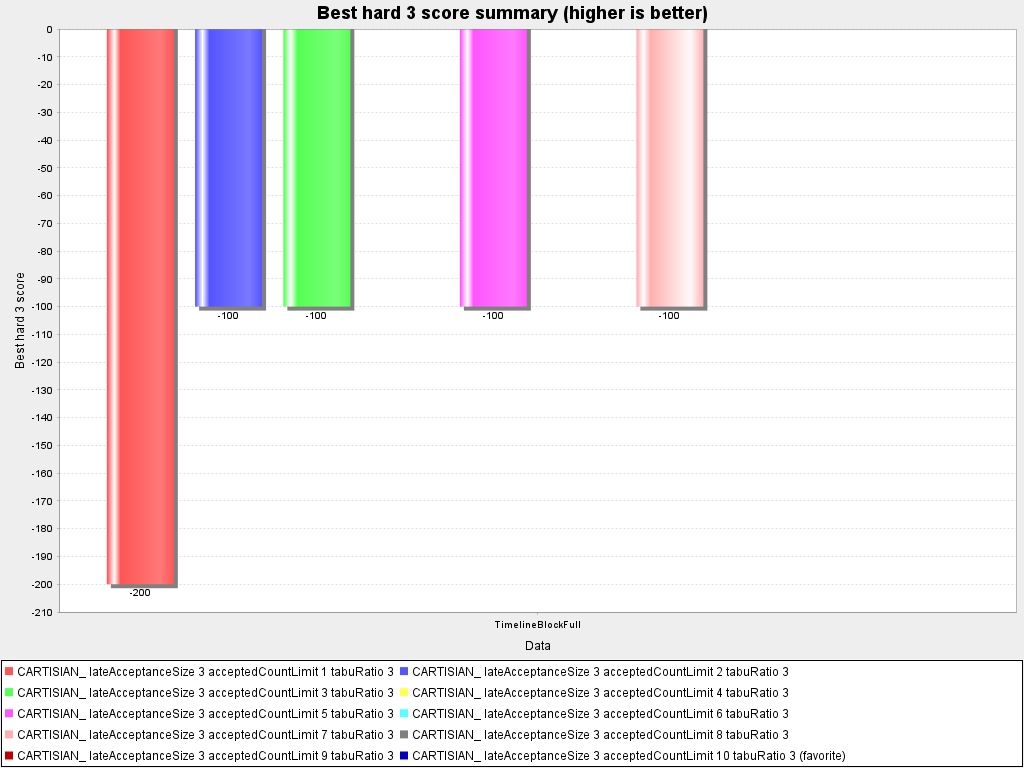 Best hard 3 score summary (higher is better)
0
-10
-20
-30
-40
-50
-60
-70
-80
-90
-100
-110
-120
-130
-140
-150
-160
-170
-180
-190
-200
-210
Best hard 3 score
-200
-100
-100
-100
-100
TimelineBlockFull
Data
CARTISIAN_ lateAcceptanceSize 3 acceptedCountLimit 1 tabuRatio 3
CARTISIAN_ lateAcceptanceSize 3 acceptedCountLimit 2 tabuRatio 3
CARTISIAN_ lateAcceptanceSize 3 acceptedCountLimit 3 tabuRatio 3
CARTISIAN_ lateAcceptanceSize 3 acceptedCountLimit 4 tabuRatio 3
CARTISIAN_ lateAcceptanceSize 3 acceptedCountLimit 5 tabuRatio 3
CARTISIAN_ lateAcceptanceSize 3 acceptedCountLimit 6 tabuRatio 3
CARTISIAN_ lateAcceptanceSize 3 acceptedCountLimit 7 tabuRatio 3
CARTISIAN_ lateAcceptanceSize 3 acceptedCountLimit 8 tabuRatio 3
CARTISIAN_ lateAcceptanceSize 3 acceptedCountLimit 9 tabuRatio 3
CARTISIAN_ lateAcceptanceSize 3 acceptedCountLimit 10 tabuRatio 3 (favorite)